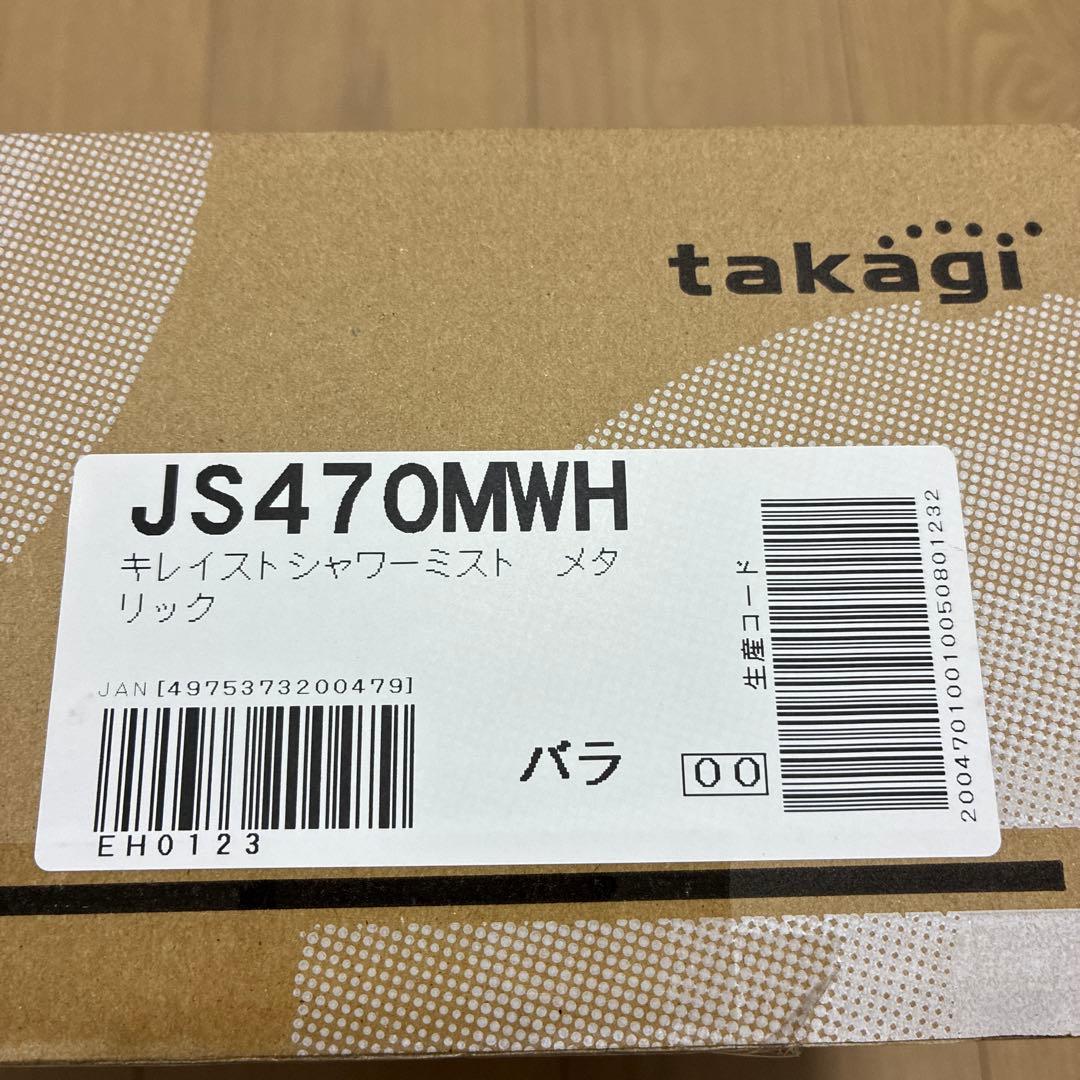 takagi
JS470MWH
キレイストシャワーミスト　メタ
リック
JAN[4975373200479]
EH0123
バラ
00
生産コード
20047010010050801232